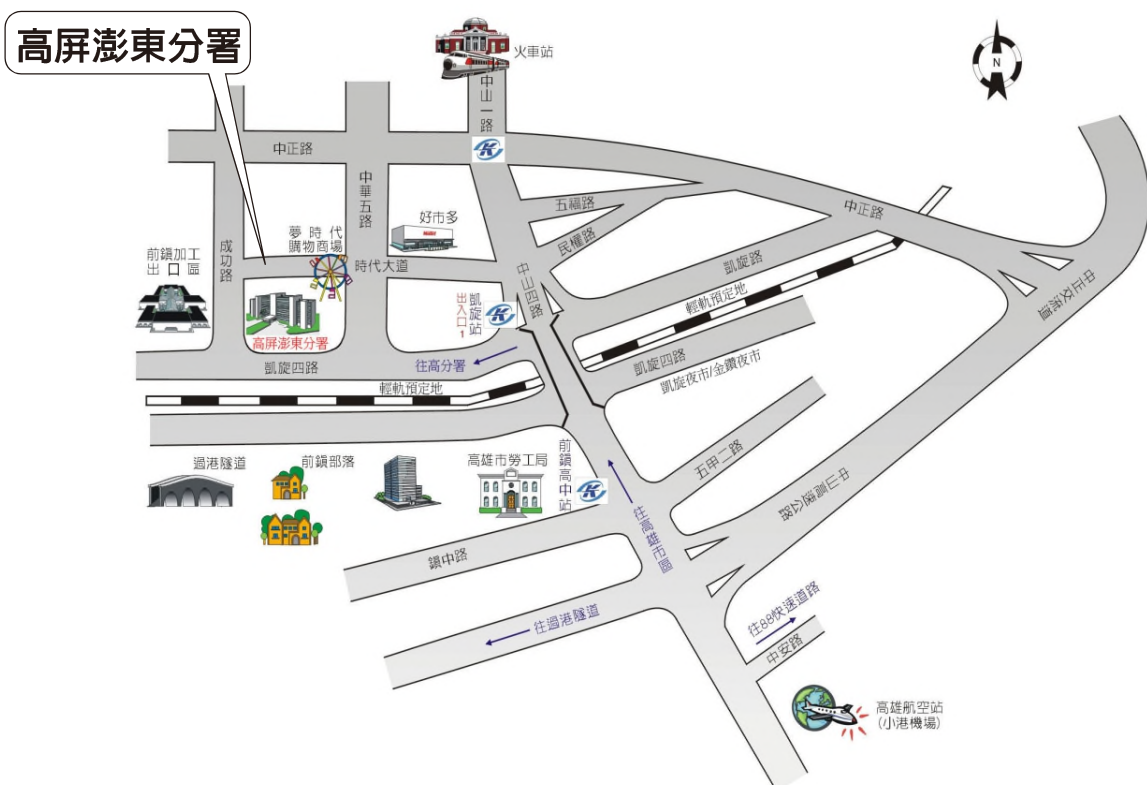 高屏澎東分署
火車站
N
中山一路
中正路
中華五路
五福路
中正路
好市多
民權路
成功路
夢時代
購物商場
前鎮加工
出口區
時代大道
凱旋路
中山四路
輕軌預定地
凱旋站
出入口1
中正交流道
高屏澎東分署
往高分署
凱旋四路
凱旋四路
凱旋夜市/金鑽夜市
輕軌預定地
過港隧道
前鎮部落
高雄市勞工局
前鎮高中站
五甲二路
中山高速公路
往高雄市區
鎮中路
往過港隧道
往88快速道路
中安路
高雄航空站
(小港機場)